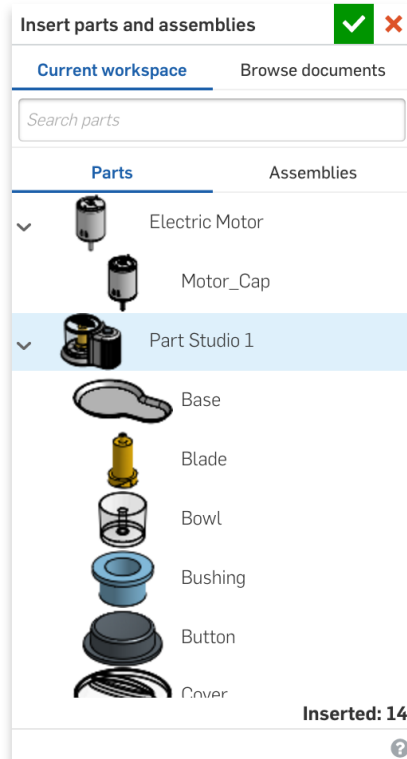 Insert parts and assemblies
Current workspace Browse documents
Search parts
Parts Assemblies
Electric Motor
Motor_Cap
Part Studio 1
Base
Blade
Bowl
Bushing
Button
Cover
Inserted: 14
?